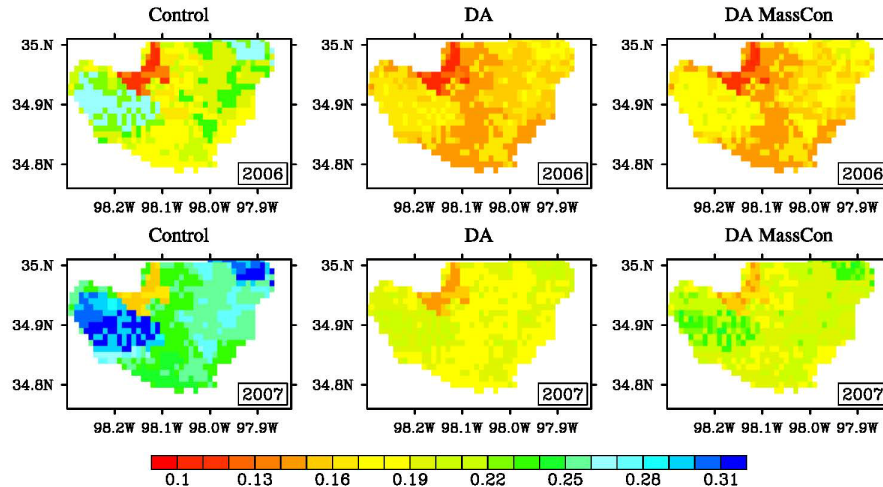 Control DA DA MassCon
35.N 35.N 35.N
34.9N 34.9N 34.9N
34.8N 34.8N 34.8N
2006 2006 2006
98.2W 98.1W 98.0W 97.9W 98.2W 98.1W 98.0W 97.9W 98.2W 98.1W 98.0W 97.9W
Control DA DA MassCon
35.N 35.N 35.N
34.9N 34.9N 34.9N
34.8N 34.8N 34.8N
2007 2007 2007
98.2W 98.1W 98.0W 97.9W 98.2W 98.1W 98.0W 97.9W 98.2W 98.1W 98.0W 97.9W
0.1 0.13 0.16 0.19 0.22 0.25 0.28 0.31